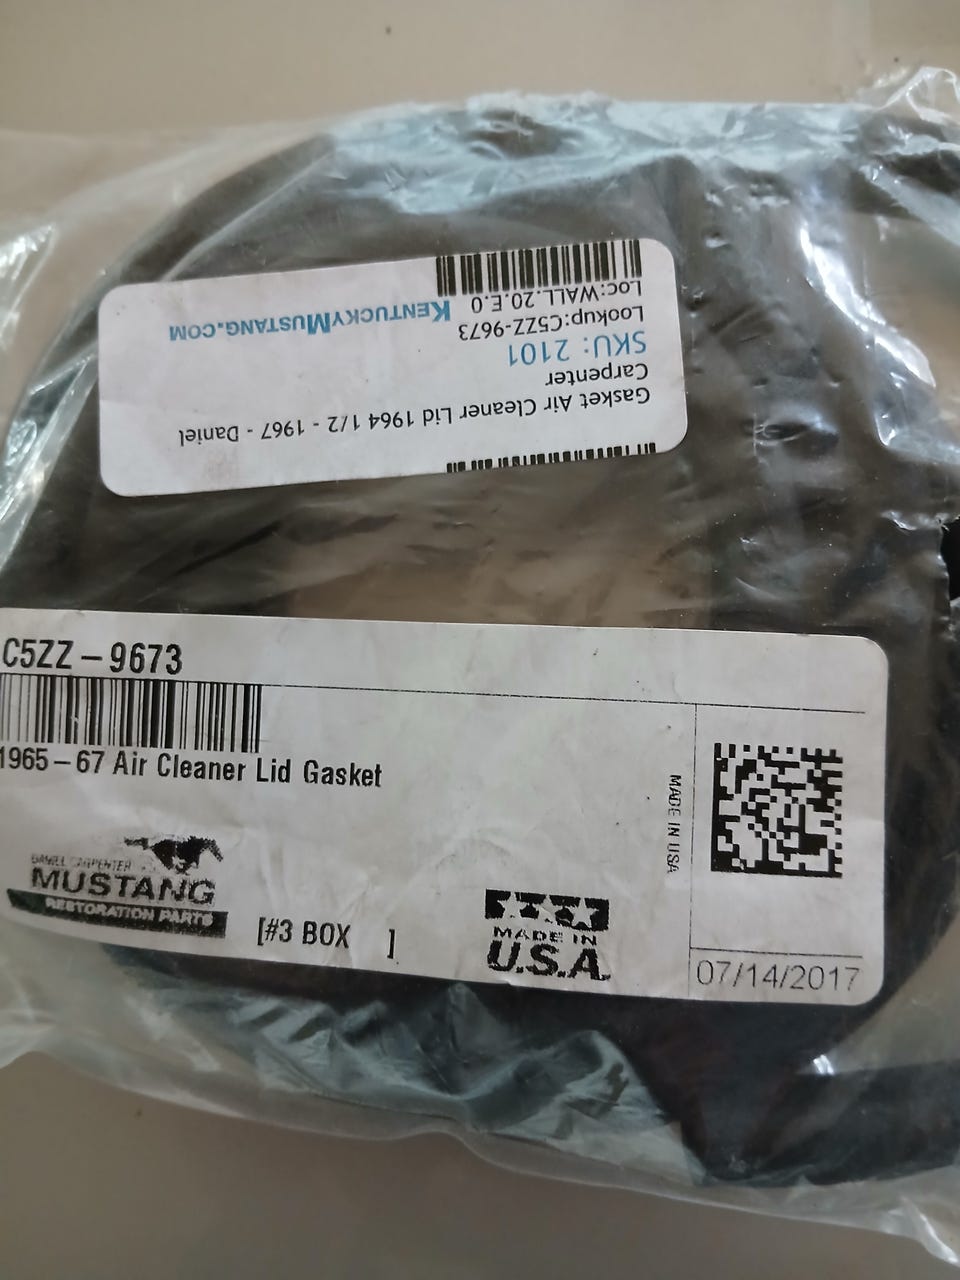 Gasket Air Cleaner Lid 1964 1/2 - 1967 - Daniel
Carpenter
SKU: 2101
Lookup:C5ZZ-9673
Loc:WALL.20.E.0
KENTUCKYMUSTANG.COM
C5ZZ-9673
1965-67 Air Cleaner Lid Gasket
DANIEL CARPENTER
MUSTANG
RESTORATION PARTS
[#3 BOX ]
MADE IN
U.S.A.
MADE IN USA
07/14/2017